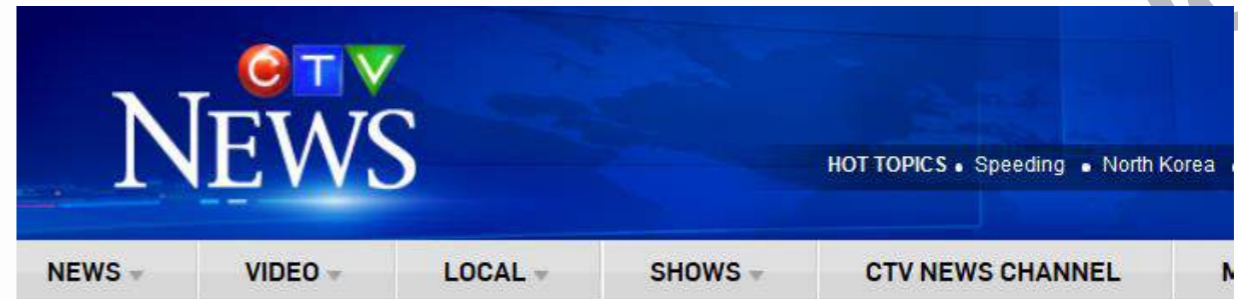 CTV
NEWS
HOT TOPICS • Speeding • North Korea •
NEWS VIDEO LOCAL SHOWS CTV NEWS CHANNEL